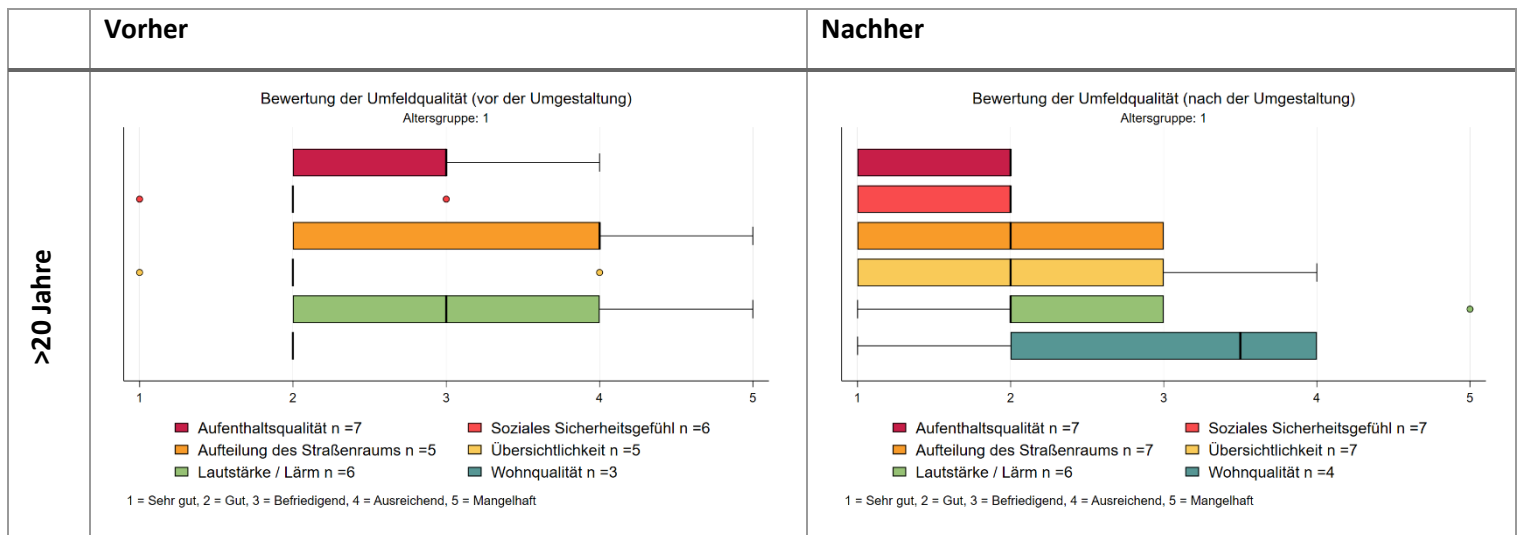 Vorher
Nachher
>20 Jahre
Bewertung der Umfeldqualität (vor der Umgestaltung)
Altersgruppe: 1
1 2 3 4 5
Aufenthaltsqualität n =7 Soziales Sicherheitsgefühl n =6
Aufteilung des Straßenraums n =5 Übersichtlichkeit n =5
Lautstärke / Lärm n =6 Wohnqualität n =3
1 = Sehr gut, 2 = Gut, 3 = Befriedigend, 4 = Ausreichend, 5 = Mangelhaft
Bewertung der Umfeldqualität (nach der Umgestaltung)
Altersgruppe: 1
1 2 3 4 5
Aufenthaltsqualität n =7 Soziales Sicherheitsgefühl n =7
Aufteilung des Straßenraums n =7 Übersichtlichkeit n =7
Lautstärke / Lärm n =6 Wohnqualität n =4
1 = Sehr gut, 2 = Gut, 3 = Befriedigend, 4 = Ausreichend, 5 = Mangelhaft